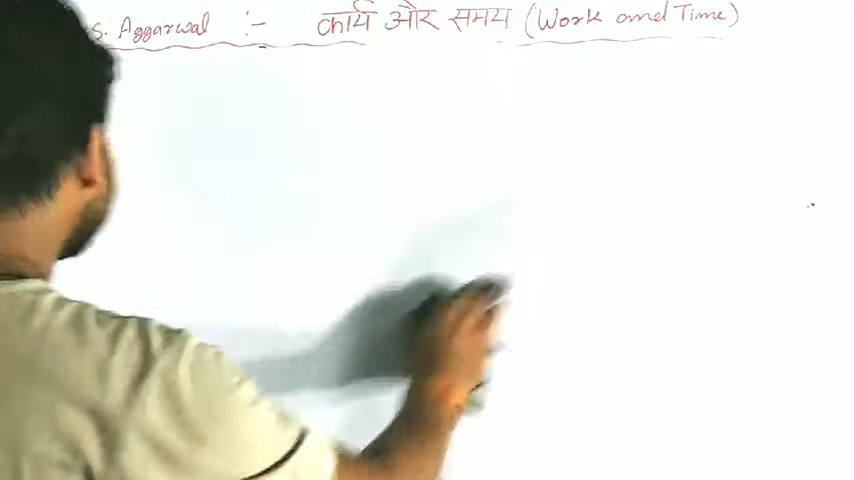 S. Aggarwal :- कार्य और समय (Work and Time)